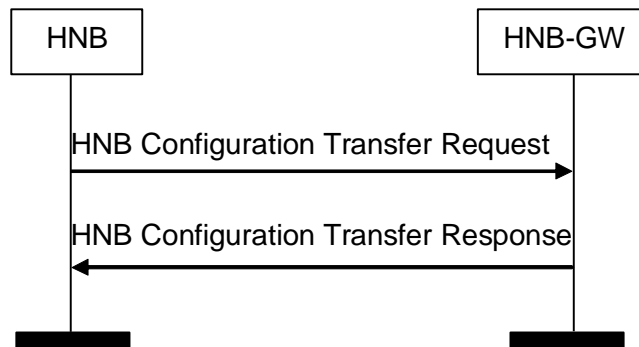 HNB
HNB-GW
HNB Configuration Transfer Request
HNB Configuration Transfer Response